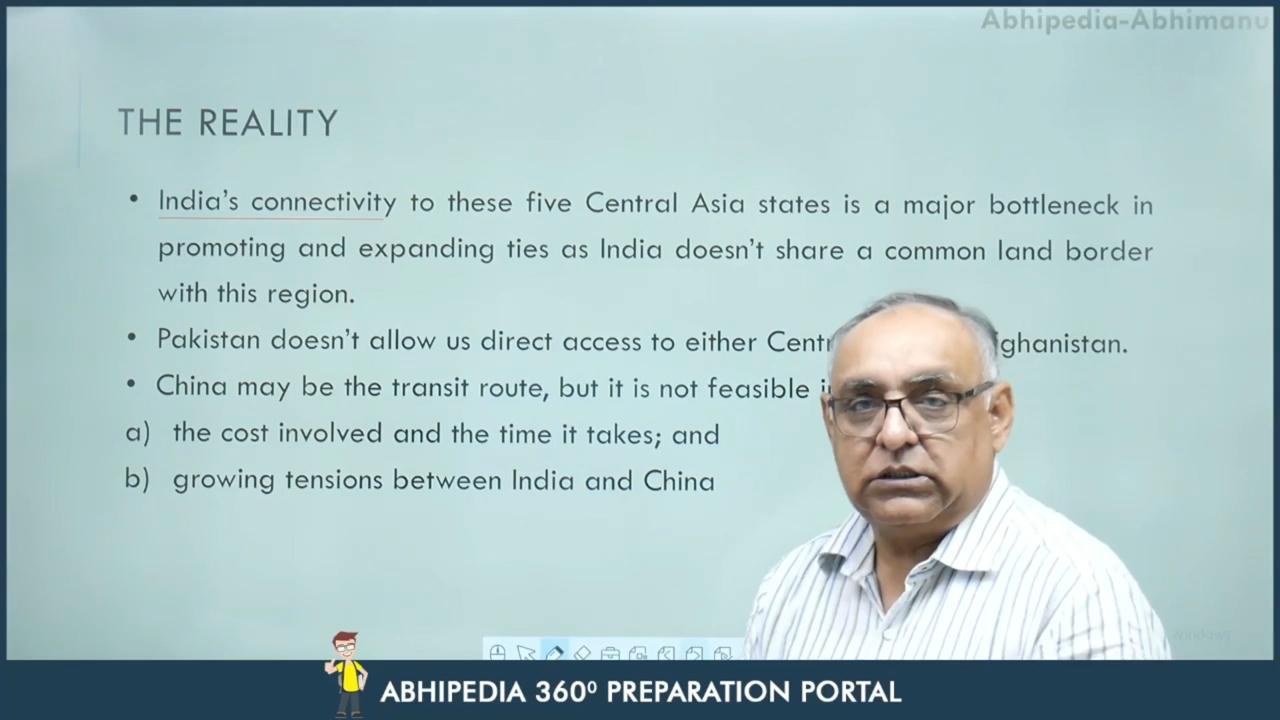 Abhipedia-Abhimanu
THE REALITY
• India's connectivity to these five Central Asia states is a major bottleneck in
promoting and expanding ties as India doesn't share a common land border
with this region.
• Pakistan doesn't allow us direct access to either
• China may be the transit route, but it is not feasible
a) the cost involved and the time it takes; and
b) growing tensions between India and China
Windows
ABHIPEDIA 360⁰ PREPARATION PORTAL